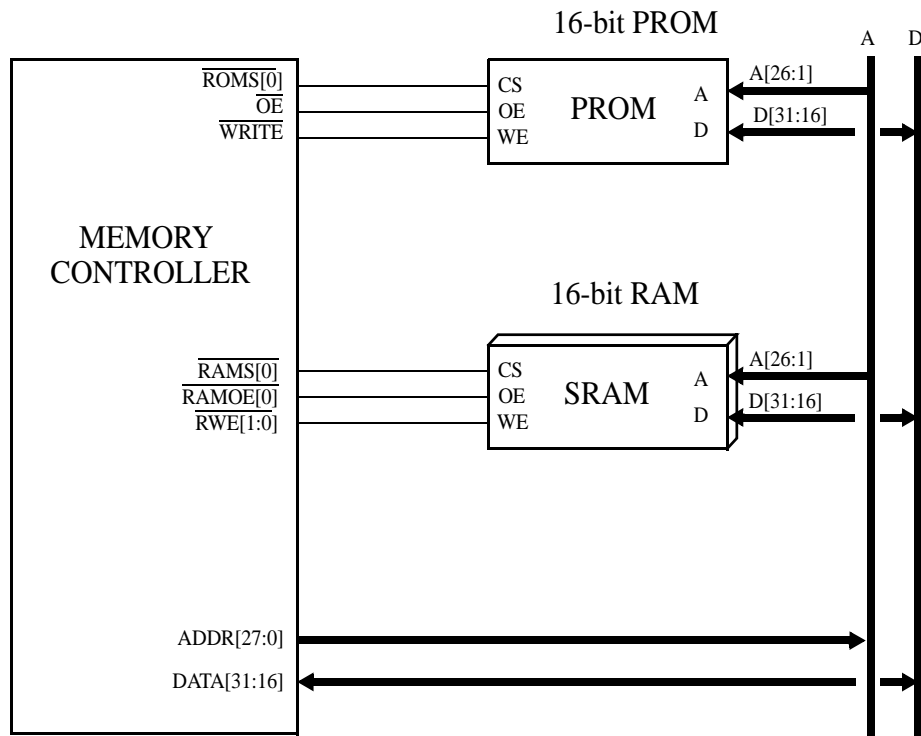 16-bit PROM
A D
ROMS[0]
OE
WRITE
CS
OE
WE
PROM
A
D
A[26:1]
D[31:16]
MEMORY
CONTROLLER
16-bit RAM
RAMS[0]
RAMOE[0]
RWE[1:0]
CS
OE
WE
SRAM
A
D
A[26:1]
D[31:16]
ADDR[27:0]
DATA[31:16]